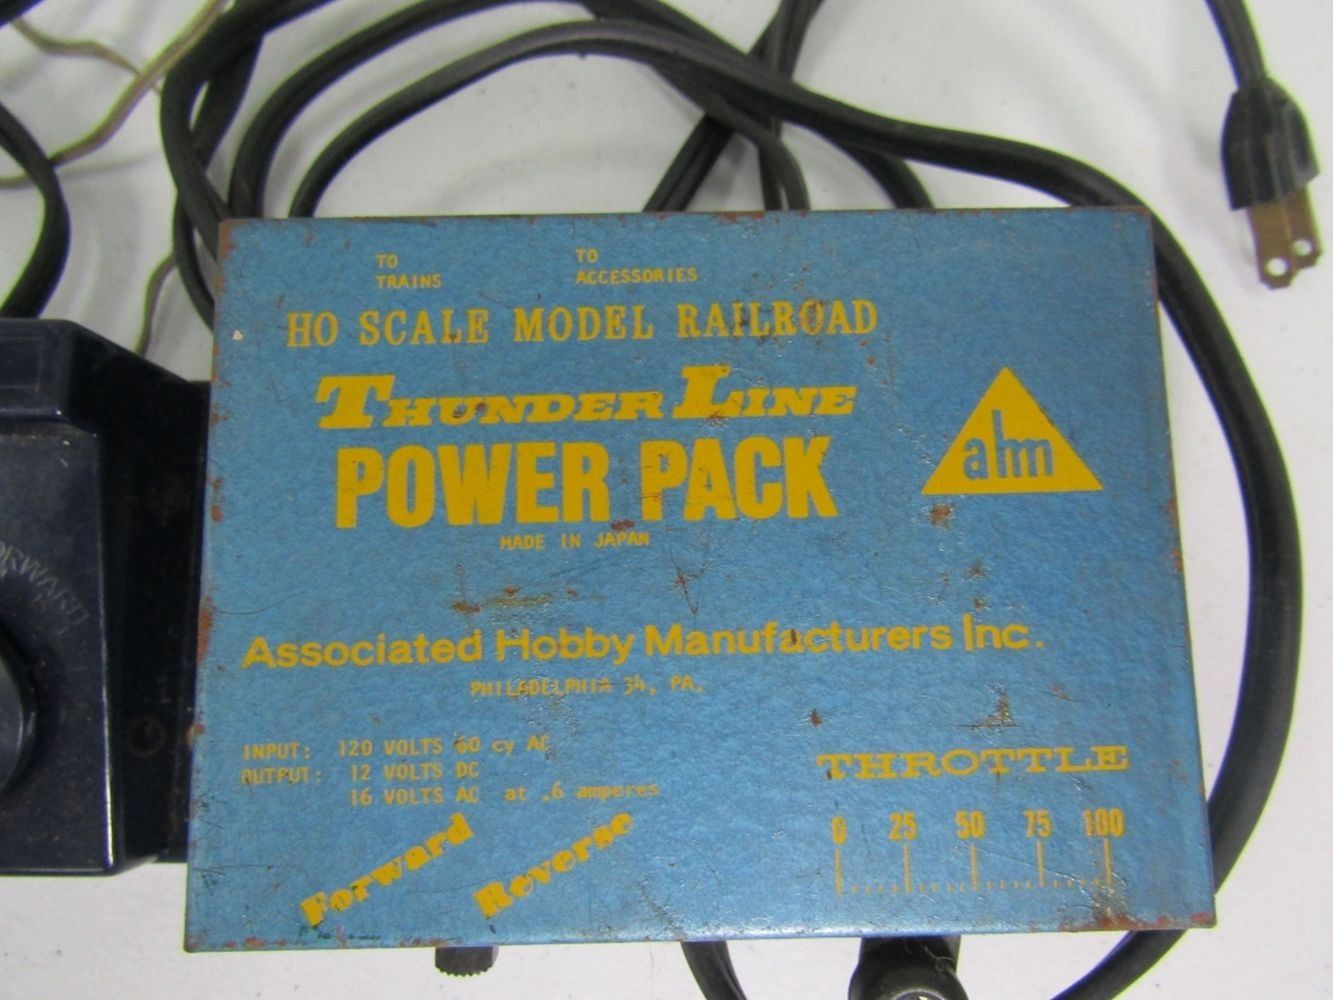 TO TO
TRAINS ACCESSORIES
HO SCALE MODEL RAILROAD
THUNDER LINE
POWER PACK
ahm
MADE IN JAPAN
Associated Hobby Manufacturers Inc.
PHILADELPHIA 34, PA.
INPUT: 120 VOLTS 60 cy AC
OUTPUT: 12 VOLTS DC
16 VOLTS AC at .6 amperes
THROTTLE
0 25 50 75 100
Forward Reverse
FORWARD